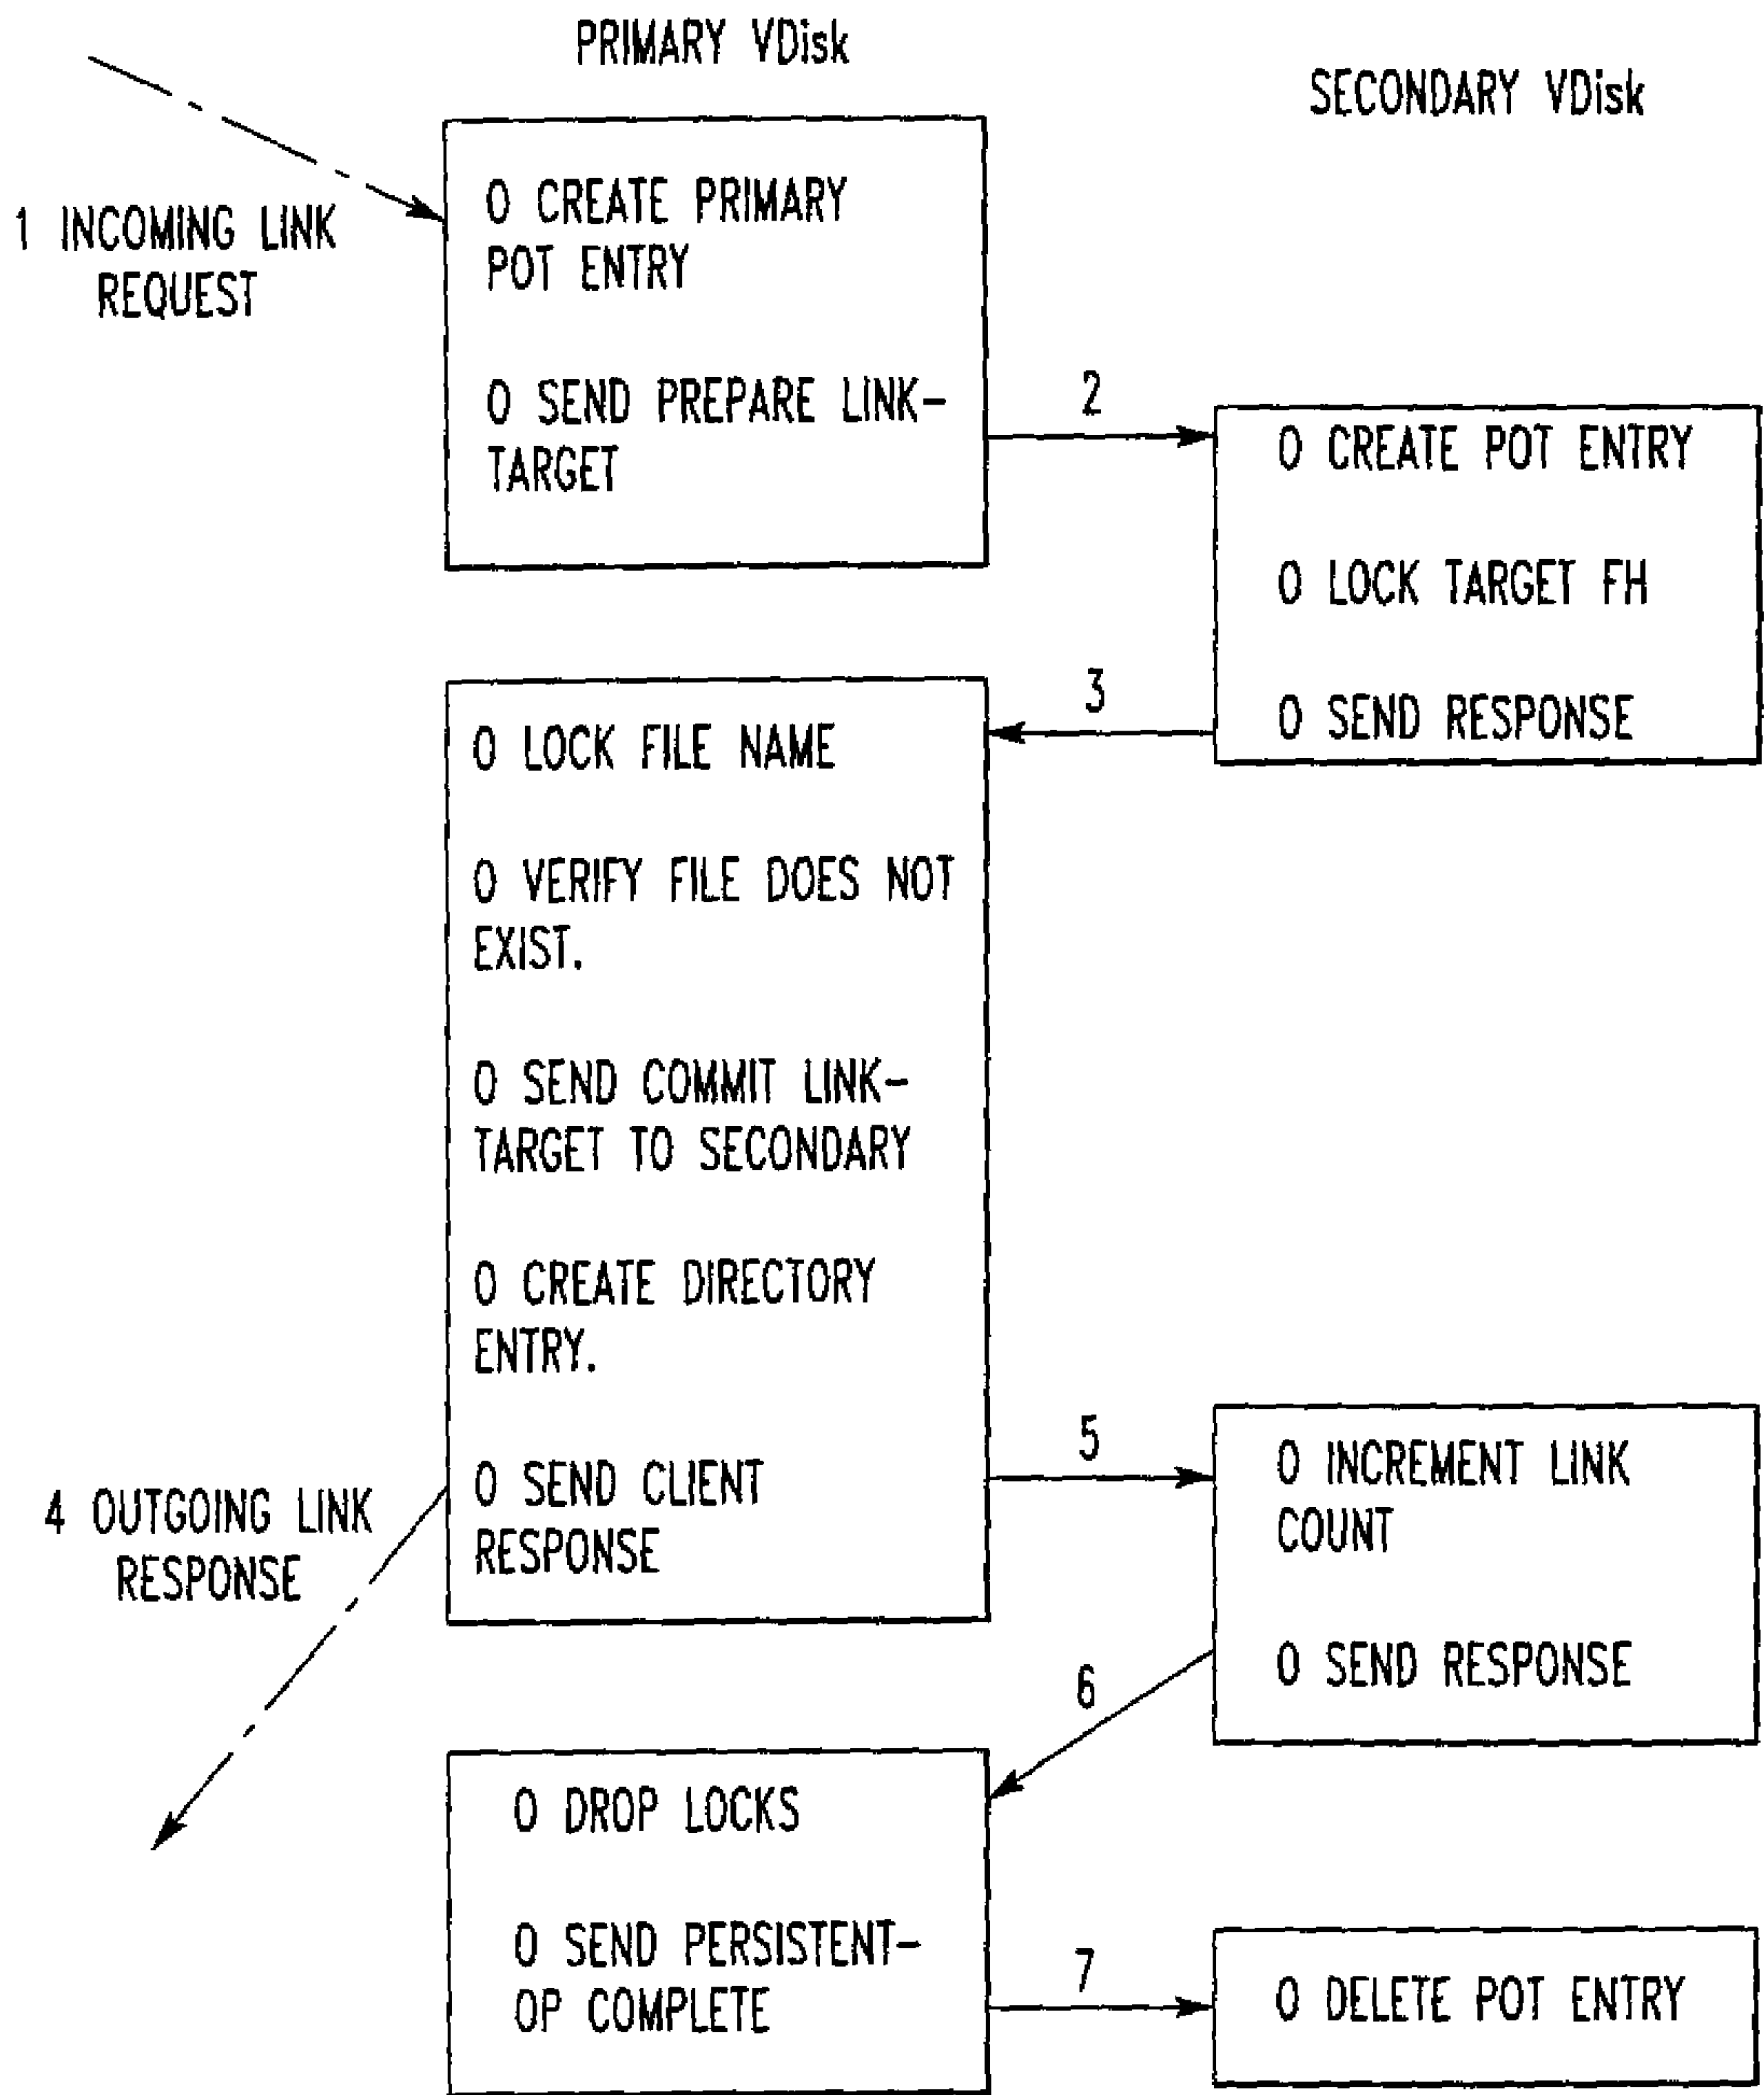 PRIMARY VDisk
SECONDARY VDisk
1 INCOMING LINK
REQUEST
O CREATE PRIMARY
POT ENTRY
O SEND PREPARE LINK-
TARGET
2
O CREATE POT ENTRY
O LOCK TARGET FH
O SEND RESPONSE
3
O LOCK FILE NAME
O VERIFY FILE DOES NOT
EXIST.
O SEND COMMIT LINK-
TARGET TO SECONDARY
O CREATE DIRECTORY
ENTRY.
O SEND CLIENT
RESPONSE
4 OUTGOING LINK
RESPONSE
5
O INCREMENT LINK
COUNT
O SEND RESPONSE
6
O DROP LOCKS
O SEND PERSISTENT-
OP COMPLETE
7
O DELETE POT ENTRY